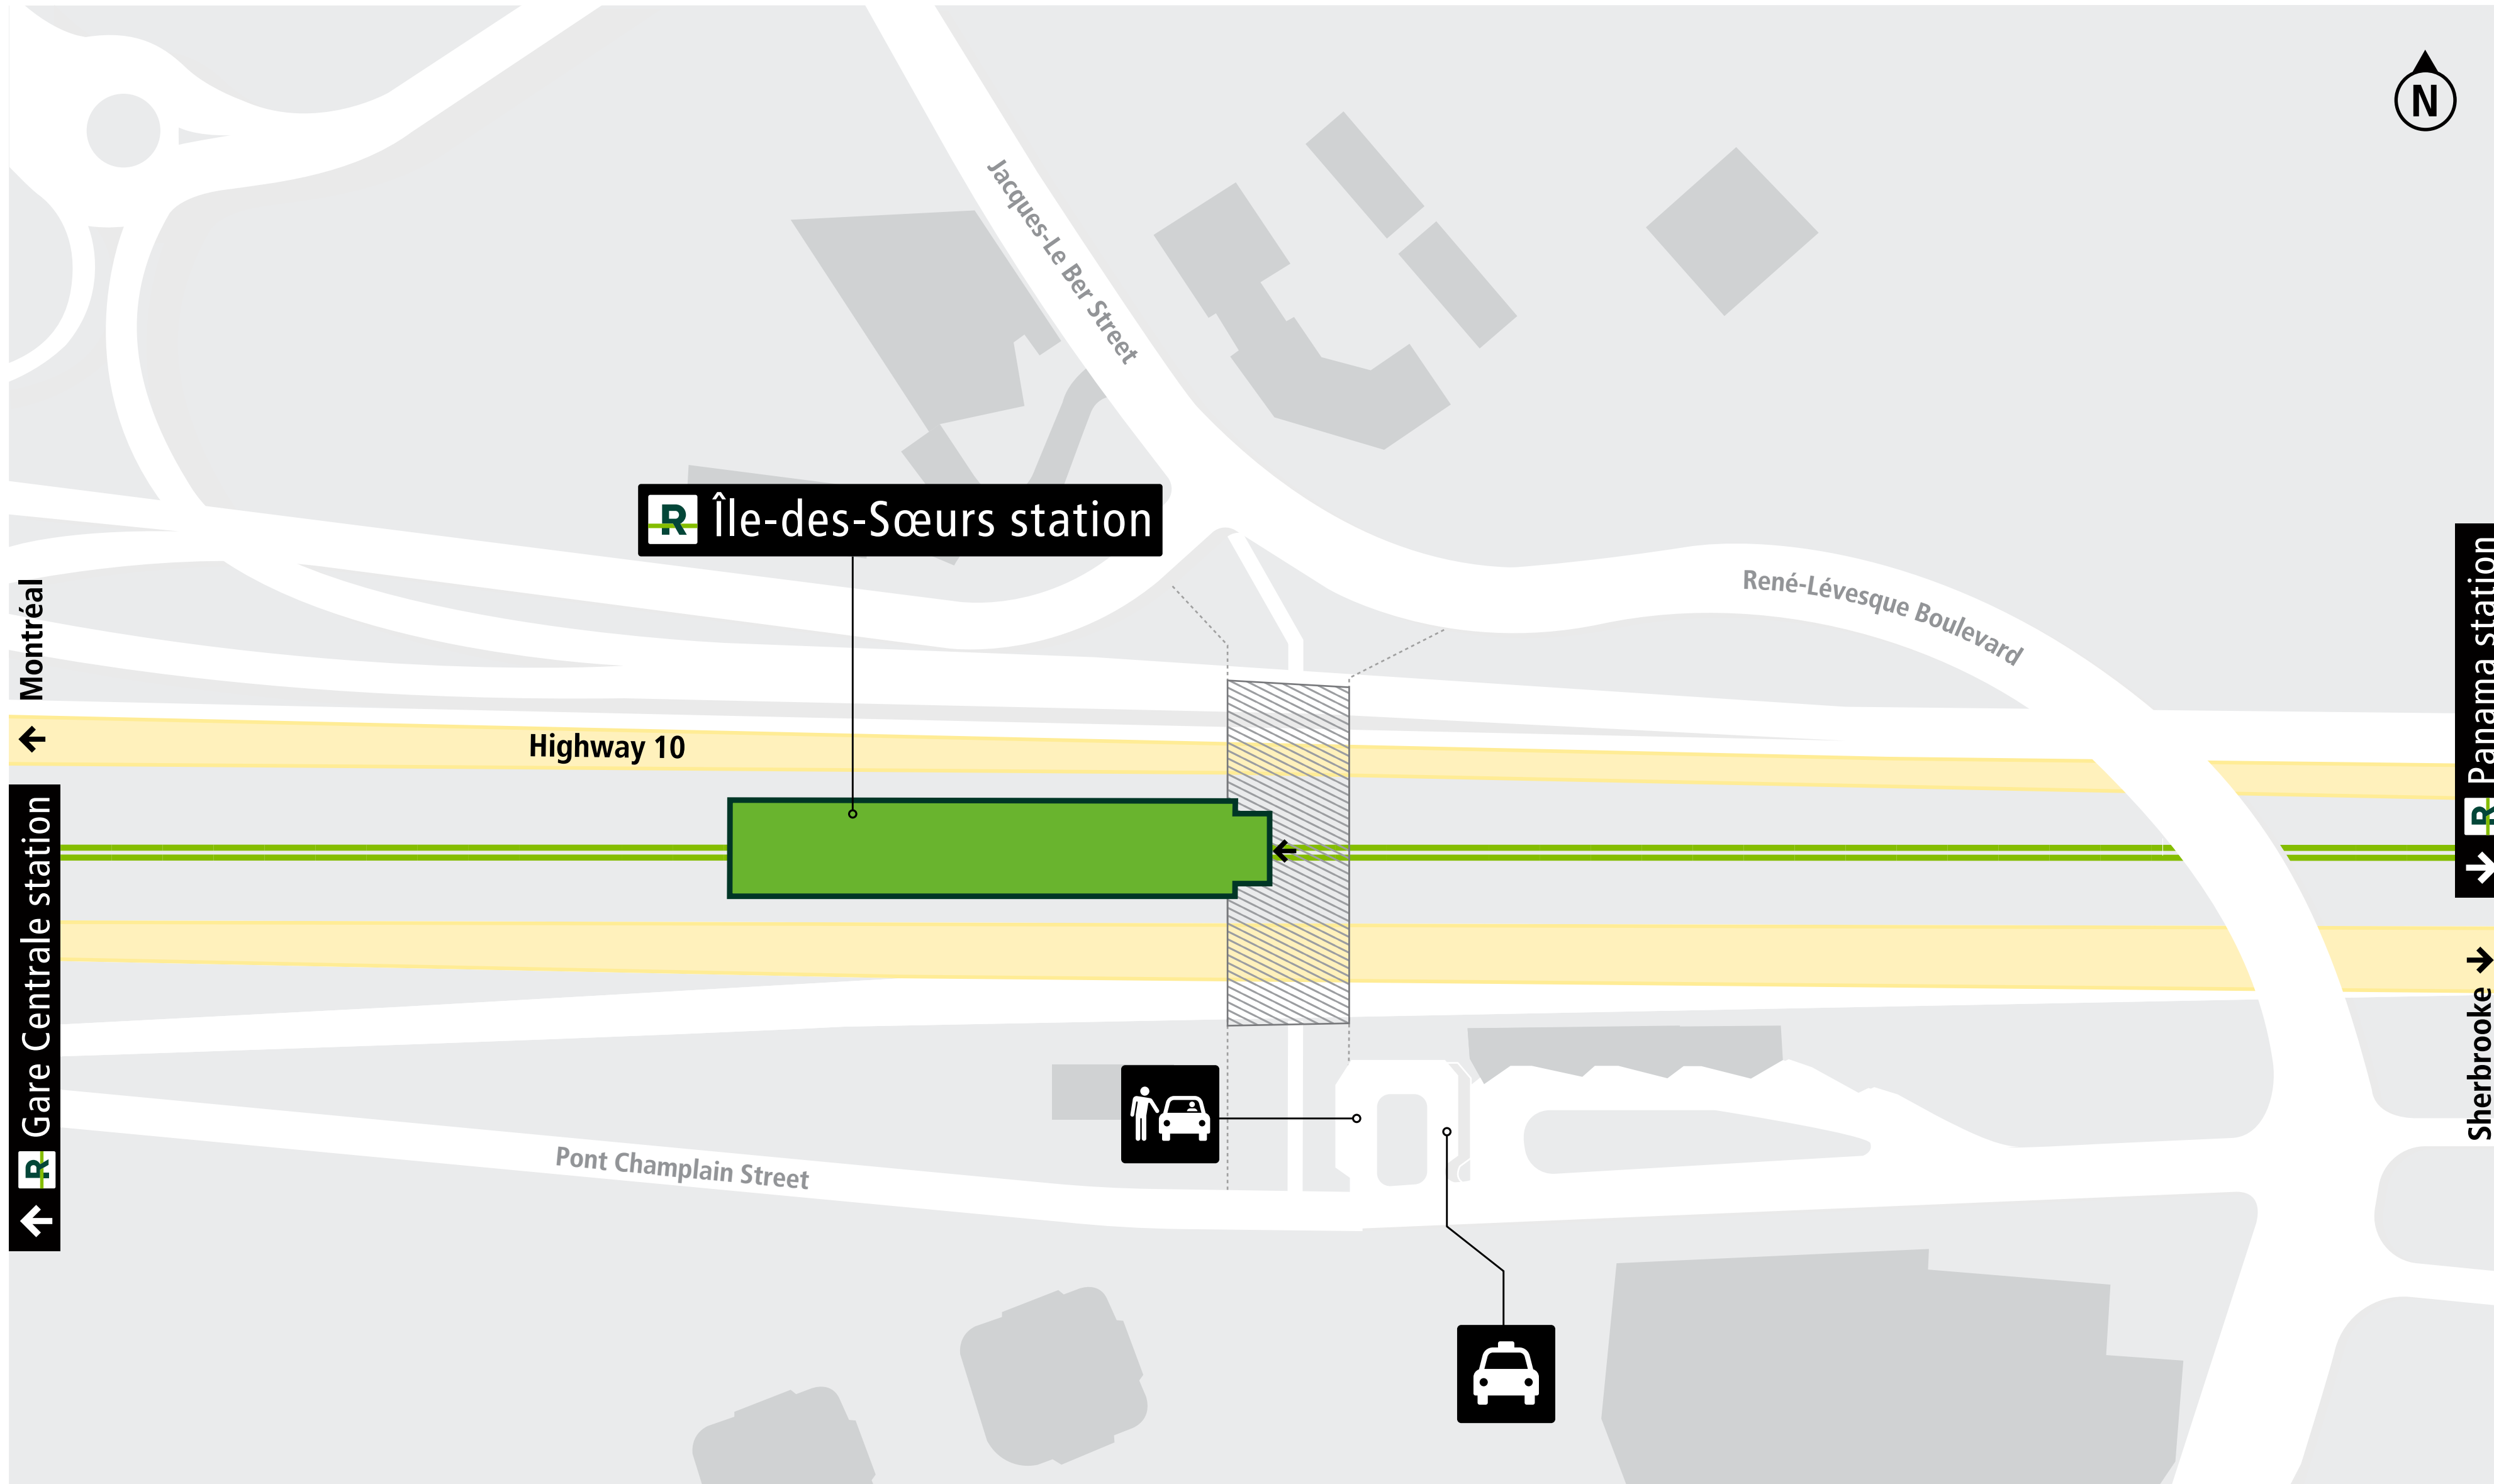 N
Jacques-Le Ber Street
R Île-des-Sœurs station
René-Lévesque Boulevard
Montréal
Highway 10
R Panama station
R Gare Centrale station
Sherbrooke
Pont Champlain Street